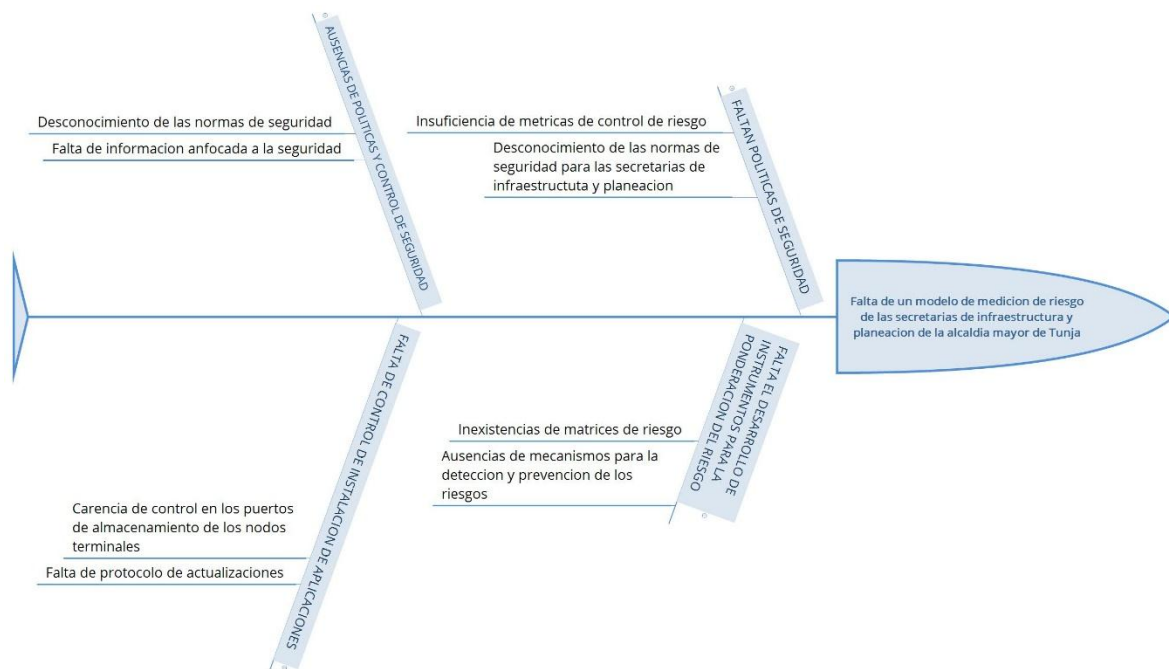 AUSENCIAS DE POLITICAS Y CONTROL DE SEGURIDAD
Desconocimiento de las normas de seguridad
Falta de informacion anfocada a la seguridad
FALTAN POLITICAS DE SEGURIDAD
Insuficiencia de metricas de control de riesgo
Desconocimiento de las normas de
seguridad para las secretarias de
infraestructuta y planeacion
Falta de un modelo de medicion de riesgo
de las secretarias de infraestructura y
planeacion de la alcaldia mayor de Tunja
FALTA DE CONTROL DE INSTALACION DE APLICACIONES
Carencia de control en los puertos
de almacenamiento de los nodos
terminales
Falta de protocolo de actualizaciones
FALTA EL DESARROLLO DE
INSTRUMENTOS PARA LA
PONDERACION DEL RIESGO
Inexistencias de matrices de riesgo
Ausencias de mecanismos para la
deteccion y prevencion de los
riesgos